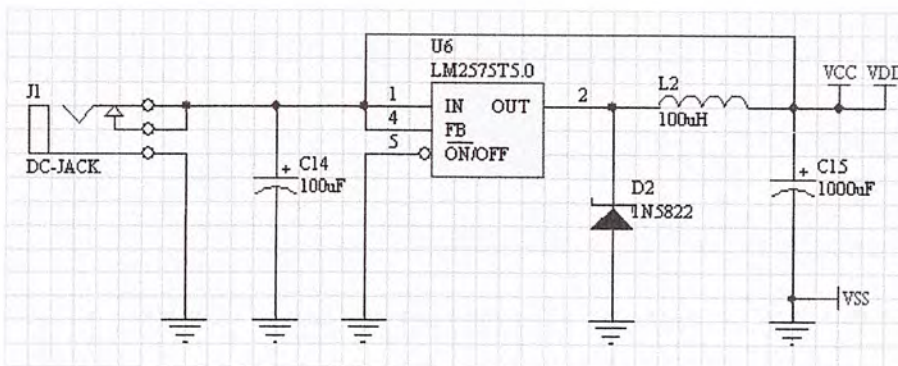 U6
LM2575T5.0
J1
DC-JACK
1
4
5
IN
OUT
FB
ON/OFF
2
L2
100uH
VCC
VDD
C14
100uF
D2
1N5822
C15
1000uF
VSS
+
+